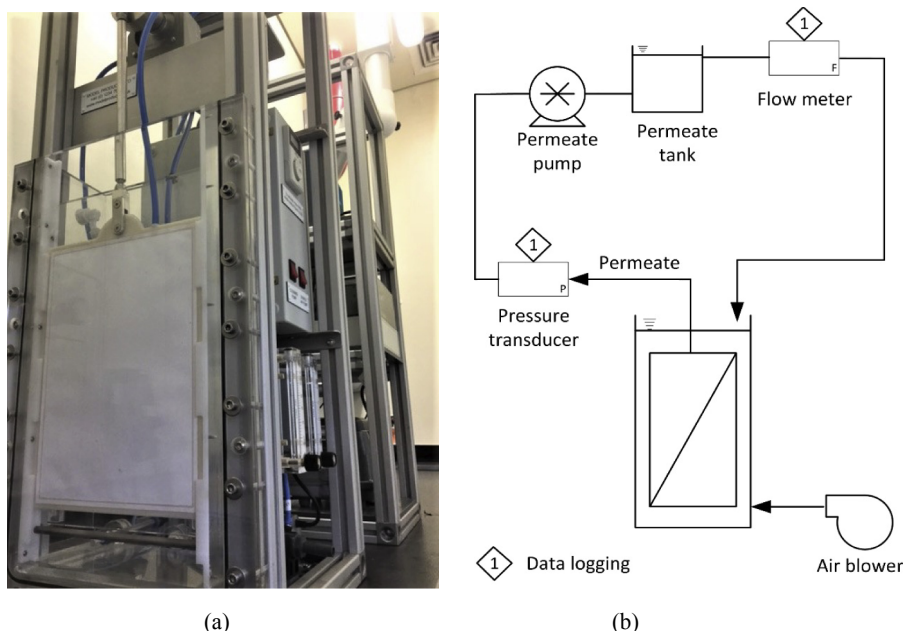 1
F
Flow meter
Permeate
pump
Permeate
tank
1
P
Permeate
Pressure
transducer
1
Data logging
Air blower
(a)
(b)